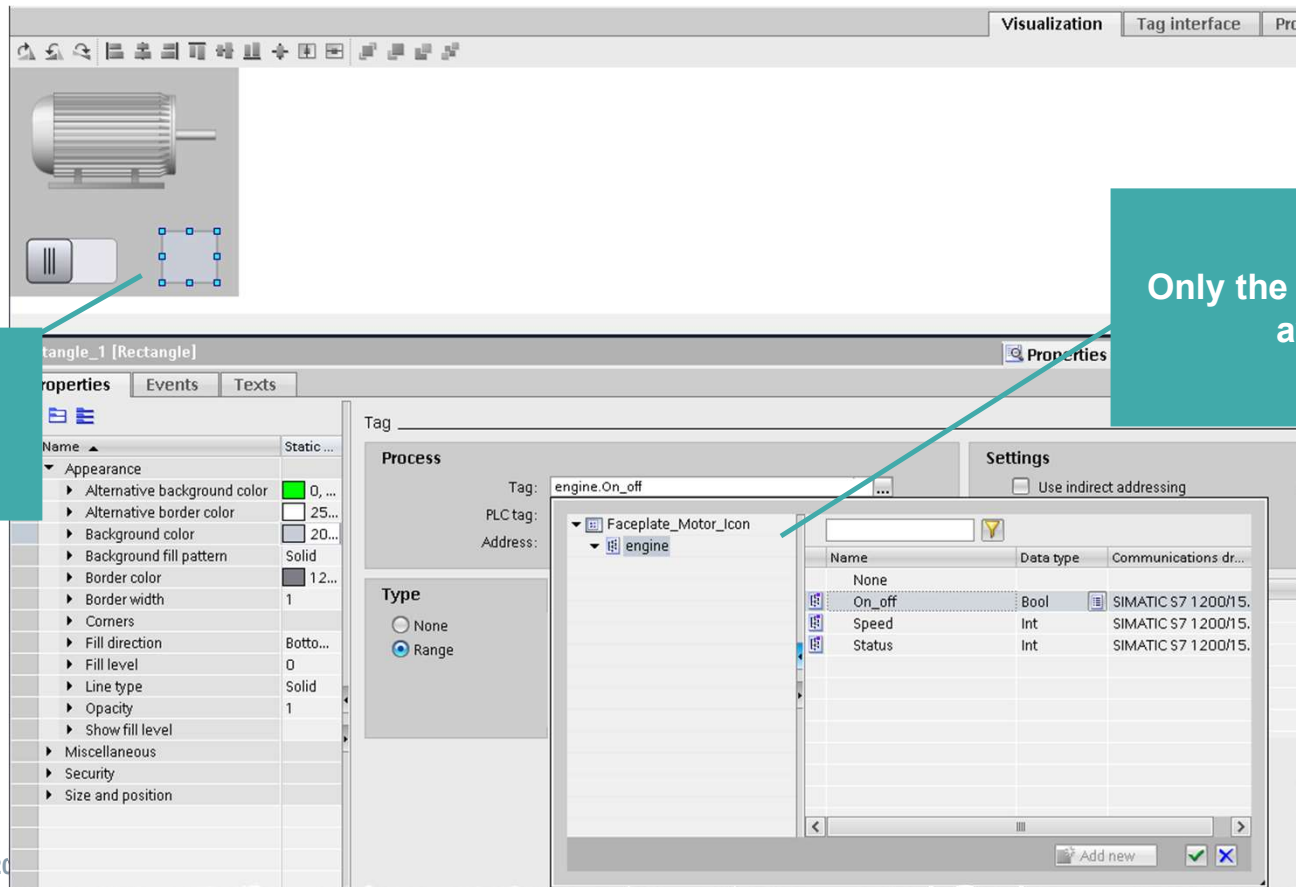 Visualization Tag interface
Only the
tangle_1 [Rectangle]
Properties
Events Texts
Name Static ...
Appearance
Alternative background color 0, ...
Alternative border color 25...
Background color 20...
Background fill pattern Solid
Border color 12...
Border width 1
Corners
Fill direction Botto...
Fill level 0
Line type Solid
Opacity 1
Show fill level
Miscellaneous
Security
Size and position
Tag
Process
Tag: engine.On_off ...
PLC tag:
Address:
Settings
Use indirect addressing
Type
None
Range
Faceplate_Motor_Icon
engine
Name Data type Communications dr...
None
On_off Bool SIMATIC S7 1200/15.
Speed Int SIMATIC S7 1200/15.
Status Int SIMATIC S7 1200/15.
Add new